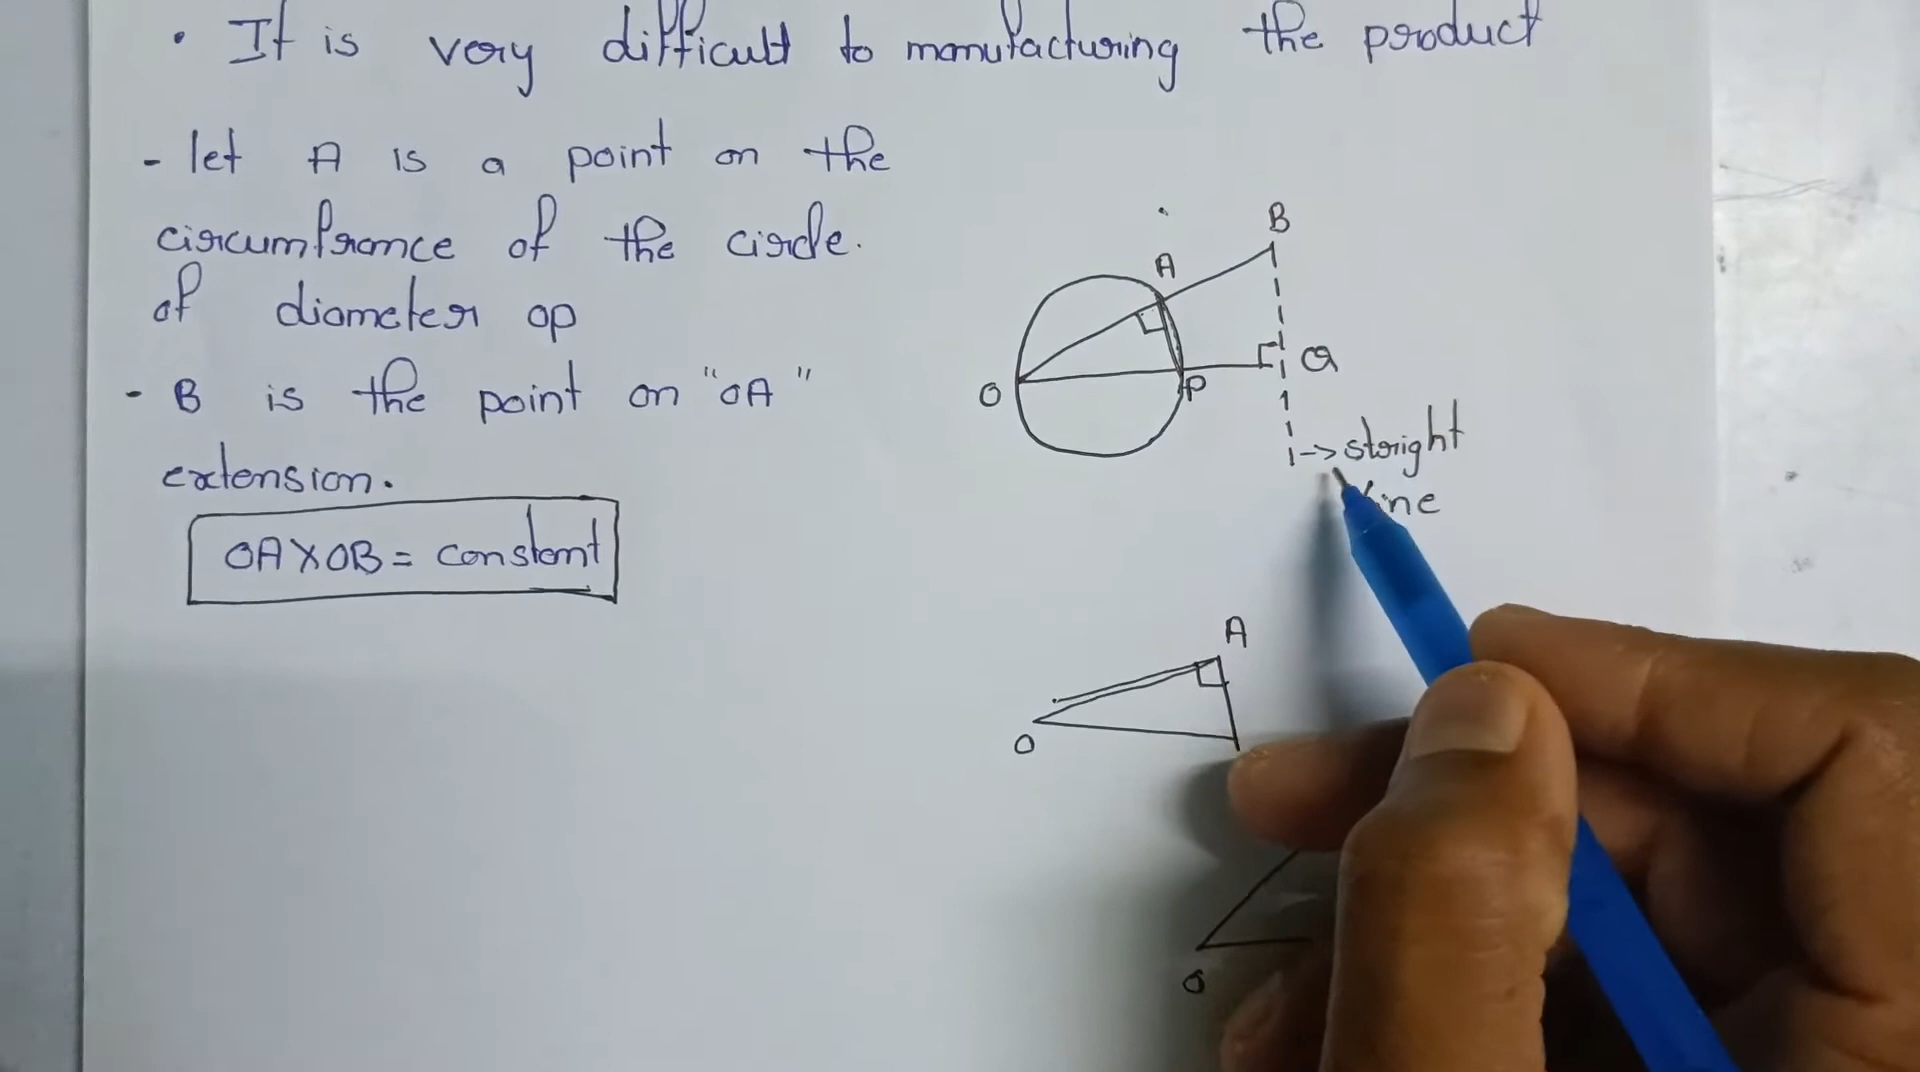 • It is very difficult to manufacturing the product
- let A is a point on the
circumfrance of the circle.
of diameter op
- B is the point on "OA"
extension.
OA X OB = constant
B
A
Q
O
P
-> straight
line
A
O
O